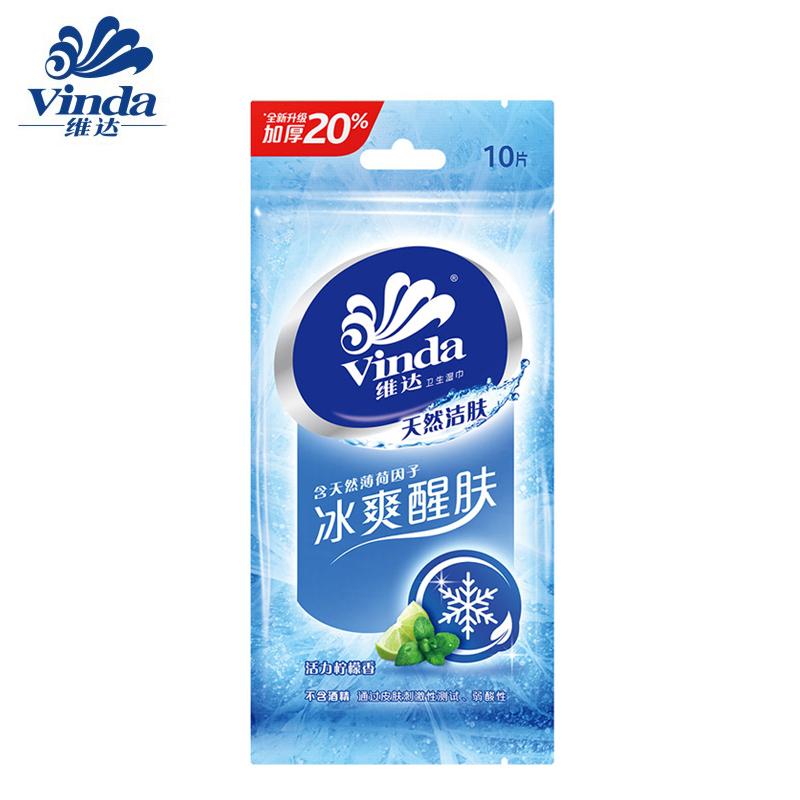 Vinda
维达
*全新升级
加厚20%
10片
®
Vinda
维达 卫生湿巾
天然洁肤
含天然薄荷因子
冰爽醒肤
活力柠檬香
不含酒精 通过皮肤刺激性测试、弱酸性